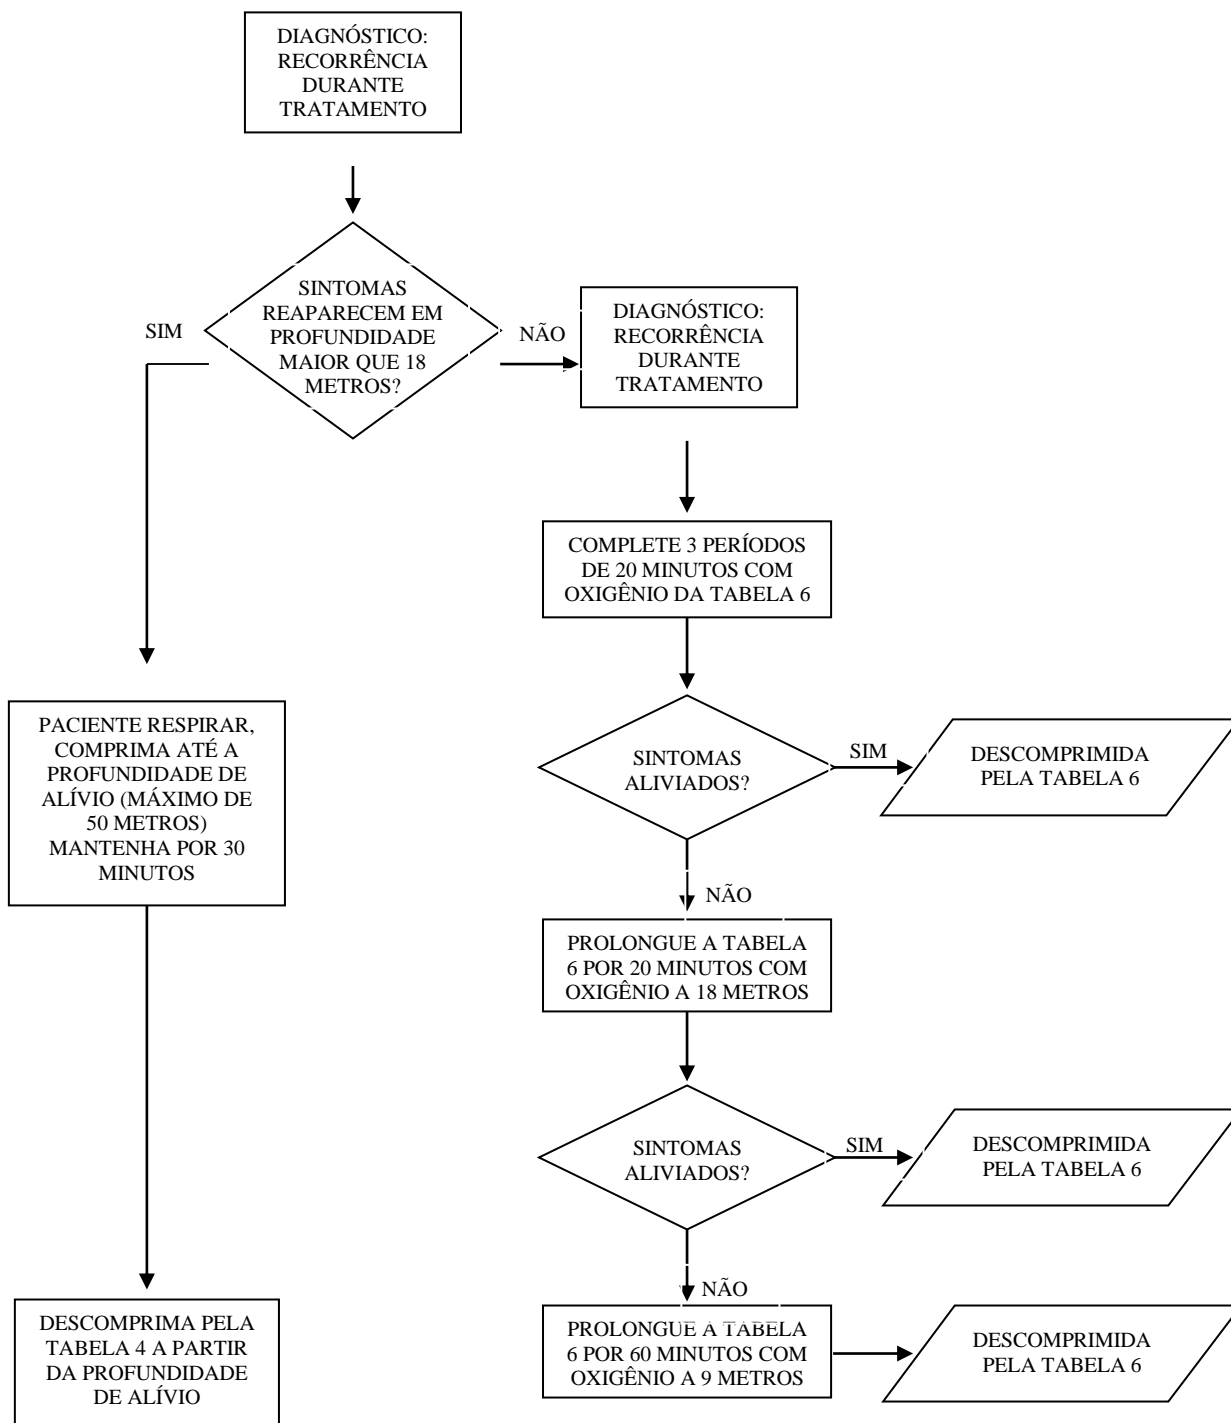 DIAGNÓSTICO:
RECORRÊNCIA
DURANTE
TRATAMENTO
SINTOMAS
REAPARECEM EM
PROFUNDIDADE
MAIOR QUE 18
METROS?
SIM
NÃO
DIAGNÓSTICO:
RECORRÊNCIA
DURANTE
TRATAMENTO
COMPLETE 3 PERÍODOS
DE 20 MINUTOS COM
OXIGÊNIO DA TABELA 6
PACIENTE RESPIRAR,
COMPRIMA ATÉ A
PROFUNDIDADE DE
ALÍVIO (MÁXIMO DE
50 METROS)
MANTENHA POR 30
MINUTOS
SINTOMAS
ALIVIADOS?
SIM
DESCOMPRIMIDA
PELA TABELA 6
NÃO
PROLONGUE A TABELA
6 POR 20 MINUTOS COM
OXIGÊNIO A 18 METROS
SINTOMAS
ALIVIADOS?
SIM
DESCOMPRIMIDA
PELA TABELA 6
NÃO
DESCOMPRIMA PELA
TABELA 4 A PARTIR
DA PROFUNDIDADE
DE ALÍVIO
PROLONGUE A TABELA
6 POR 60 MINUTOS COM
OXIGÊNIO A 9 METROS
DESCOMPRIMIDA
PELA TABELA 6